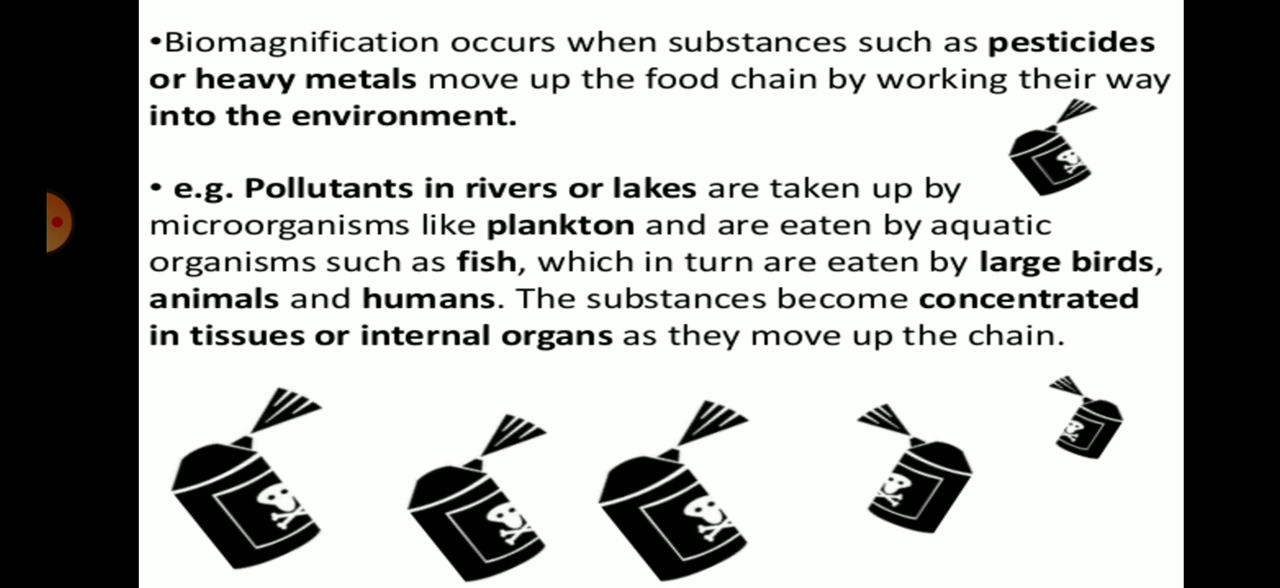 •Biomagnification occurs when substances such as pesticides
or heavy metals move up the food chain by working their way
into the environment.
• e.g. Pollutants in rivers or lakes are taken up by
microorganisms like plankton and are eaten by aquatic
organisms such as fish, which in turn are eaten by large birds,
animals and humans. The substances become concentrated
in tissues or internal organs as they move up the chain.